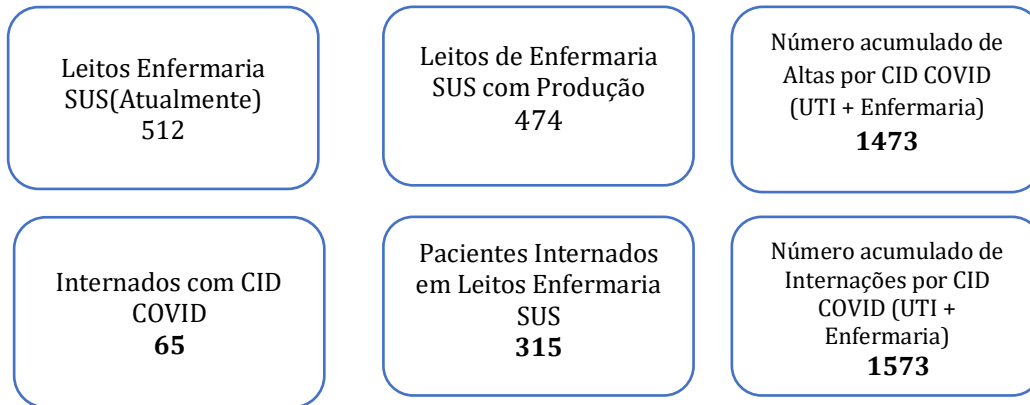 Leitos Enfermaria
SUS(Atualmente)
512
Leitos de Enfermaria
SUS com Produção
474
Número acumulado de
Altas por CID COVID
(UTI + Enfermaria)
1473
Internados com CID
COVID
65
Pacientes Internados
em Leitos Enfermaria
SUS
315
Número acumulado de
Internações por CID
COVID (UTI +
Enfermaria)
1573